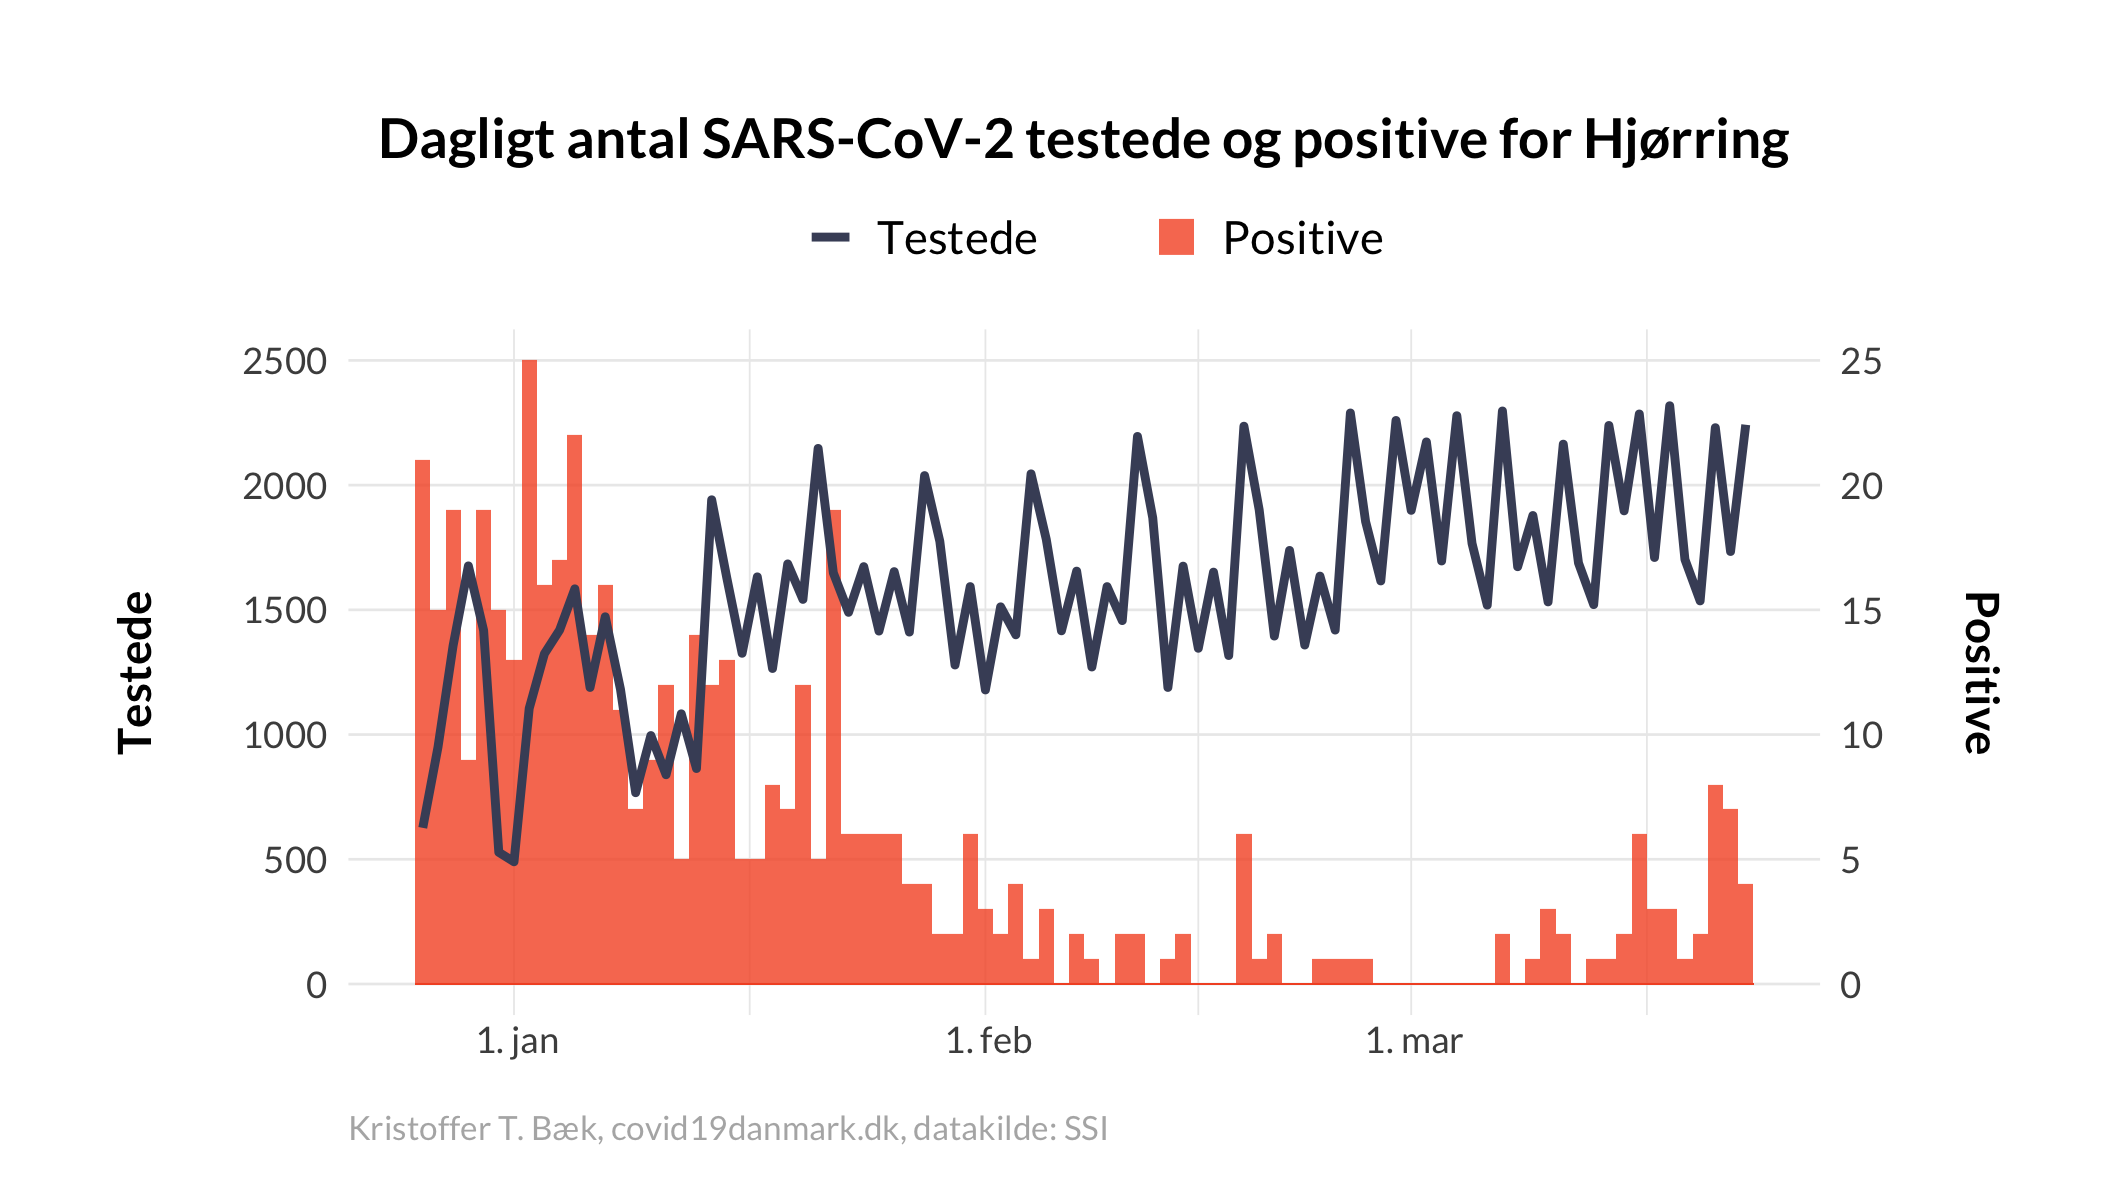 Dagligt antal SARS-CoV-2 testede og positive for Hjørring
Testede Positive
2500 25
2000 20
1500 15
1000 10
500 5
0 0
Testede
Positive
1. jan 1. feb 1. mar
Kristoffer T. Bæk, covid19danmark.dk, datakilde: SSI